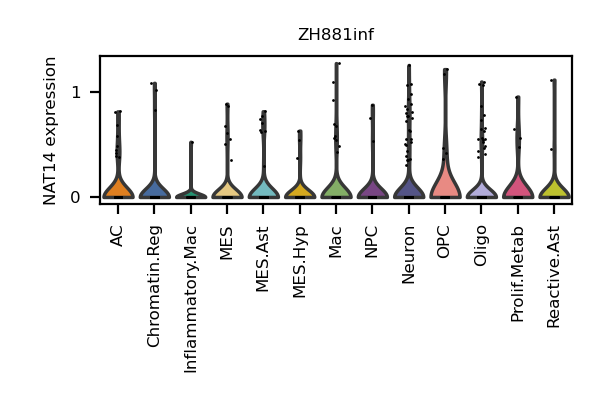 ZH881inf
NAT14 expression
1
0
AC
Chromatin.Reg
Inflammatory.Mac
MES
MES.Ast
MES.Hyp
Mac
NPC
Neuron
OPC
Oligo
Prolif.Metab
Reactive.Ast